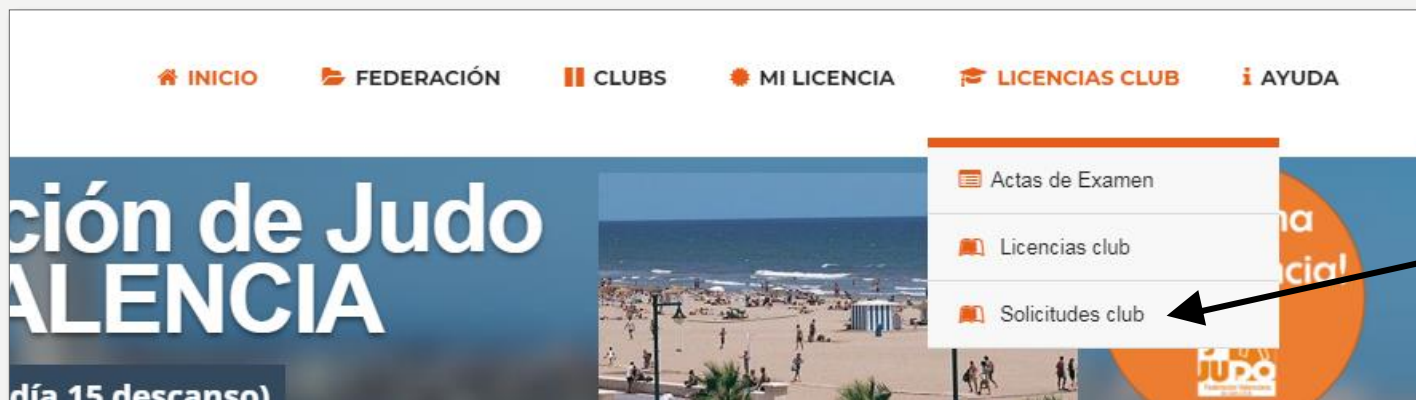 INICIO FEDERACIÓN CLUBS MI LICENCIA LICENCIAS CLUB i AYUDA
Actas de Examen
Licencias club
Solicitudes club
ción de Judo
ALENCIA
día 15 descanso)
JUDO